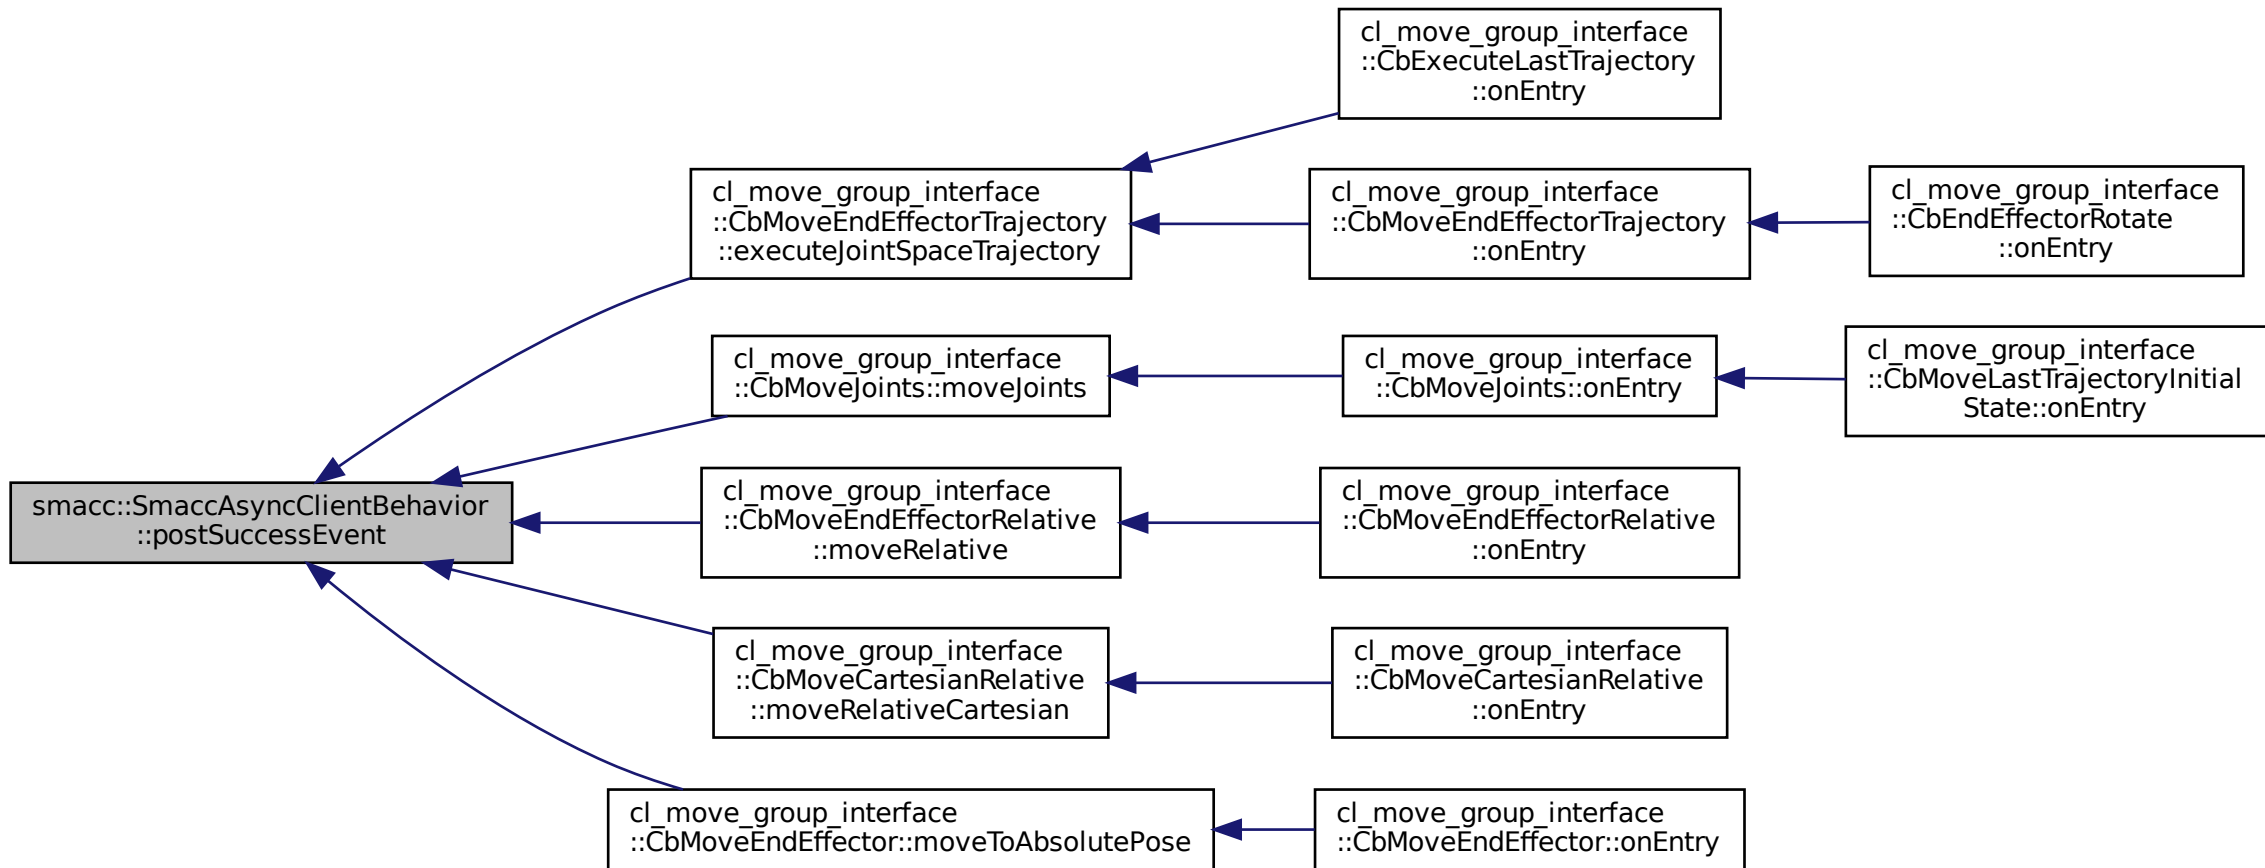 cl_move_group_interface
::CbExecuteLastTrajectory
::onEntry
cl_move_group_interface
::CbMoveEndEffectorTrajectory
::executeJointSpaceTrajectory
cl_move_group_interface
::CbMoveEndEffectorTrajectory
::onEntry
cl_move_group_interface
::CbEndEffectorRotate
::onEntry
cl_move_group_interface
::CbMoveJoints::moveJoints
cl_move_group_interface
::CbMoveJoints::onEntry
cl_move_group_interface
::CbMoveLastTrajectoryInitial
State::onEntry
smacc::SmaccAsyncClientBehavior
::postSuccessEvent
cl_move_group_interface
::CbMoveEndEffectorRelative
::moveRelative
cl_move_group_interface
::CbMoveEndEffectorRelative
::onEntry
cl_move_group_interface
::CbMoveCartesianRelative
::moveRelativeCartesian
cl_move_group_interface
::CbMoveCartesianRelative
::onEntry
cl_move_group_interface
::CbMoveEndEffector::moveToAbsolutePose
cl_move_group_interface
::CbMoveEndEffector::onEntry